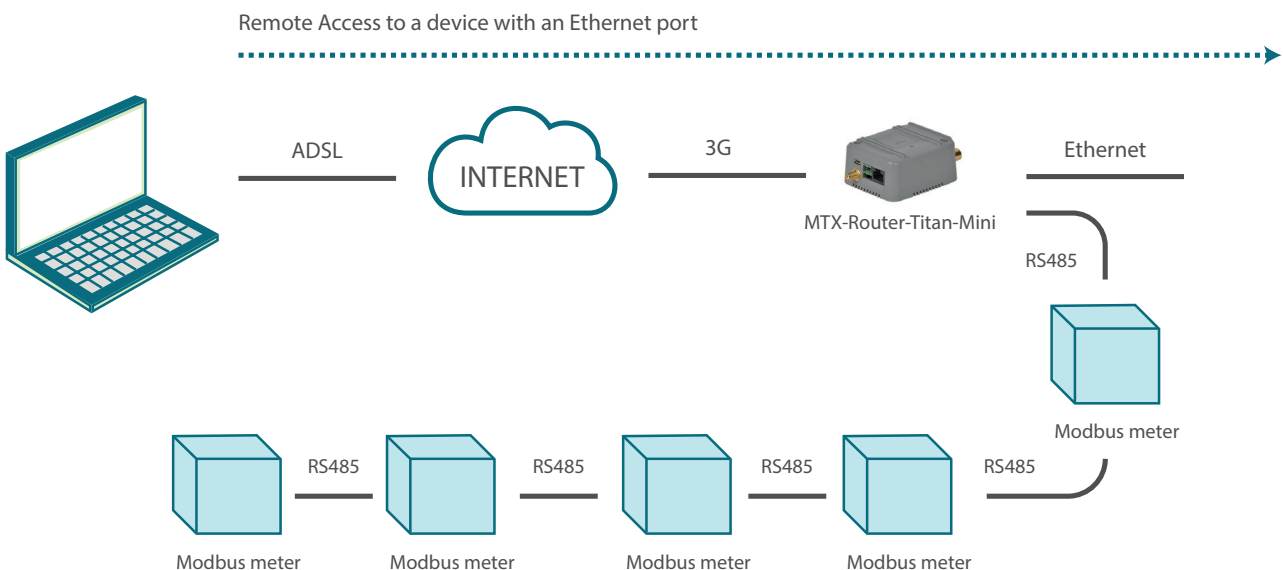 Remote Access to a device with an Ethernet port
ADSL
INTERNET
3G
Ethernet
MTX-Router-Titan-Mini
RS485
Modbus meter
RS485
RS485
RS485
RS485
Modbus meter
Modbus meter
Modbus meter
Modbus meter